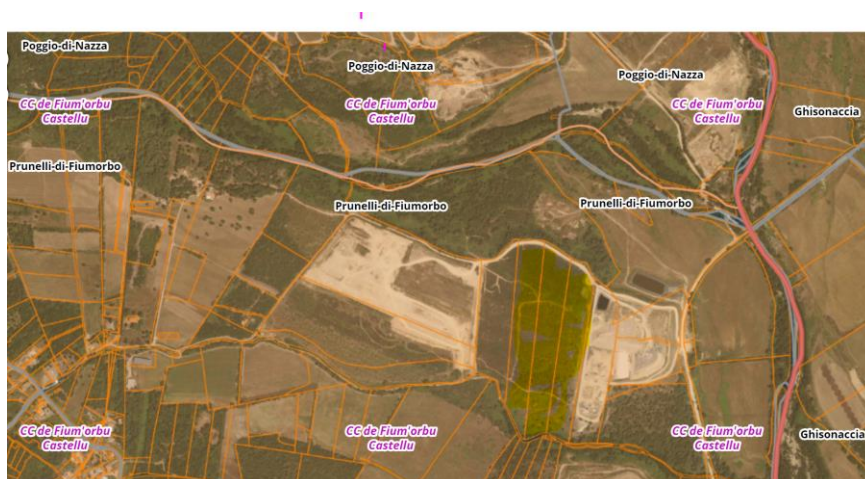 Poggio-di-Nazza
Poggio-di-Nazza
Poggio-di-Nazza
CC de Fium'orbu
Castellu
CC de Fium'orbu
Castellu
CC de Fium'orbu
Castellu
Ghisonaccia
Prunelli-di-Fiumorbo
Prunelli-di-Fiumorbo
Prunelli-di-Fiumorbo
CC de Fium'orbu
Castellu
CC de Fium'orbu
Castellu
CC de Fium'orbu
Castellu
Ghisonaccia